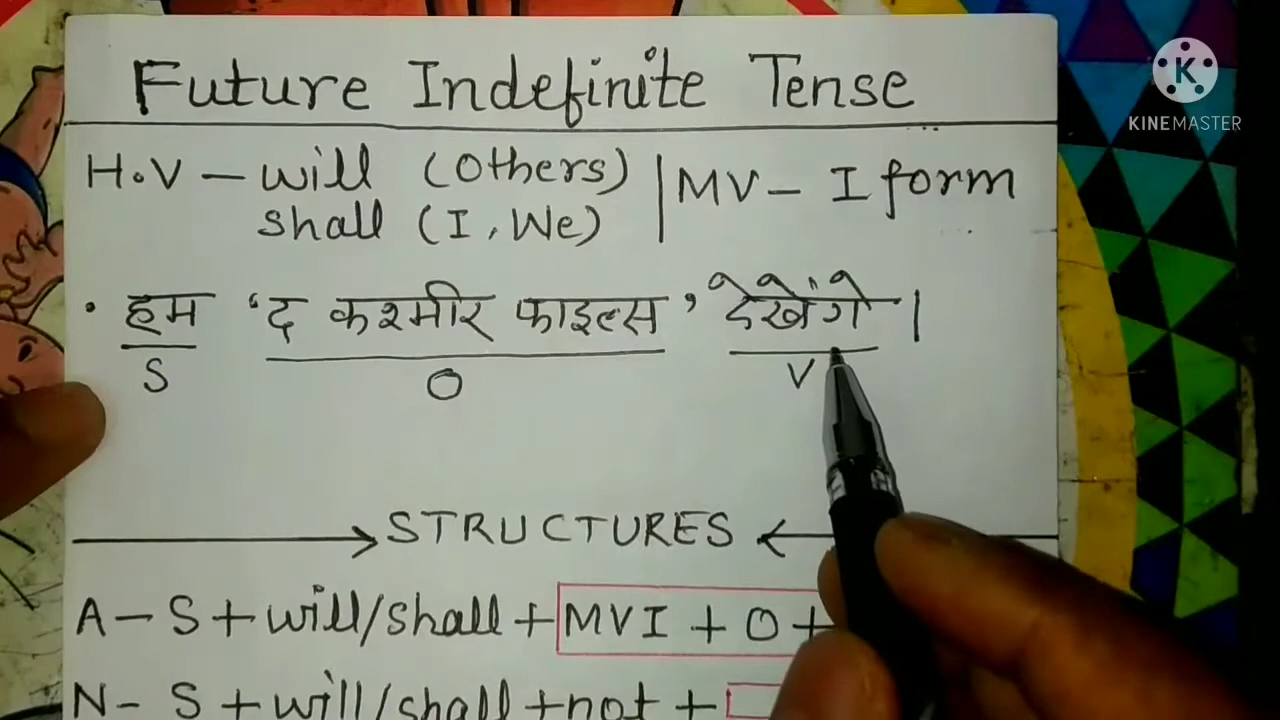 Future Indefinite Tense
KINEMASTER
H.V - will (others) | MV - I form
shall (I, We)
• हम 'द कश्मीर फाइल्स' देखेंगे।
S O V
STRUCTURES
A - S + will/shall + MVI + O +
N - S + will/shall + not +